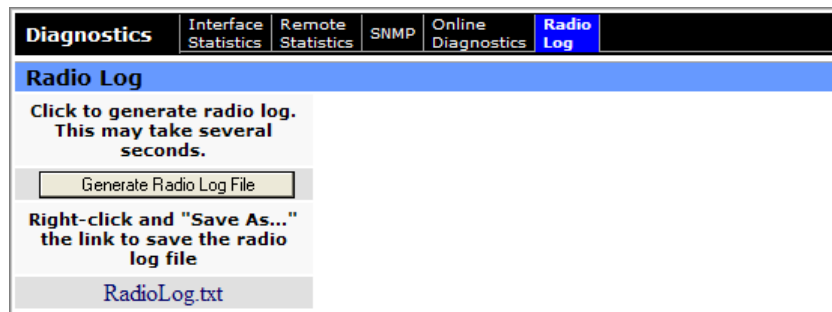 Diagnostics
Interface Statistics
Remote Statistics
SNMP
Online Diagnostics
Radio Log
Radio Log
Click to generate radio log.
This may take several
seconds.
Generate Radio Log File
Right-click and "Save As..."
the link to save the radio
log file
RadioLog.txt